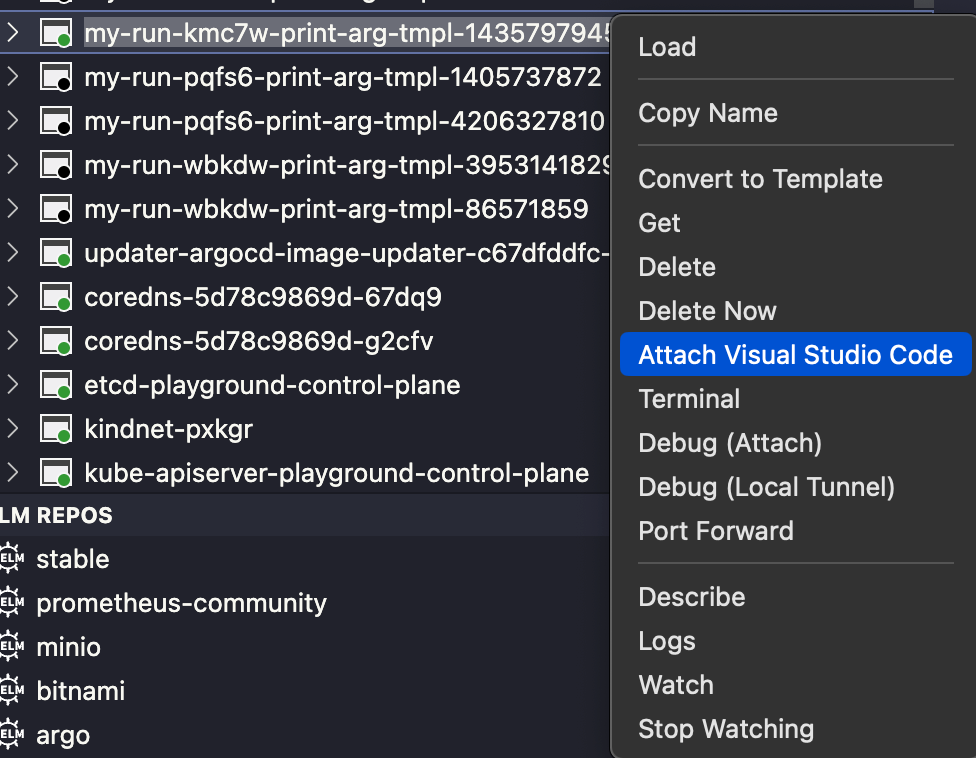 my-run-kmc7w-print-arg-tmpl-1435797945
my-run-pqfs6-print-arg-tmpl-1405737872
my-run-pqfs6-print-arg-tmpl-4206327810
my-run-wbkdw-print-arg-tmpl-3953141829
my-run-wbkdw-print-arg-tmpl-86571859
updater-argocd-image-updater-c67dfddfc-
coredns-5d78c9869d-67dq9
coredns-5d78c9869d-g2cfv
etcd-playground-control-plane
kindnet-pxkgr
kube-apiserver-playground-control-plane
LM REPOS
ELM stable
ELM prometheus-community
ELM minio
ELM bitnami
ELM argo
Load
Copy Name
Convert to Template
Get
Delete
Delete Now
Attach Visual Studio Code
Terminal
Debug (Attach)
Debug (Local Tunnel)
Port Forward
Describe
Logs
Watch
Stop Watching